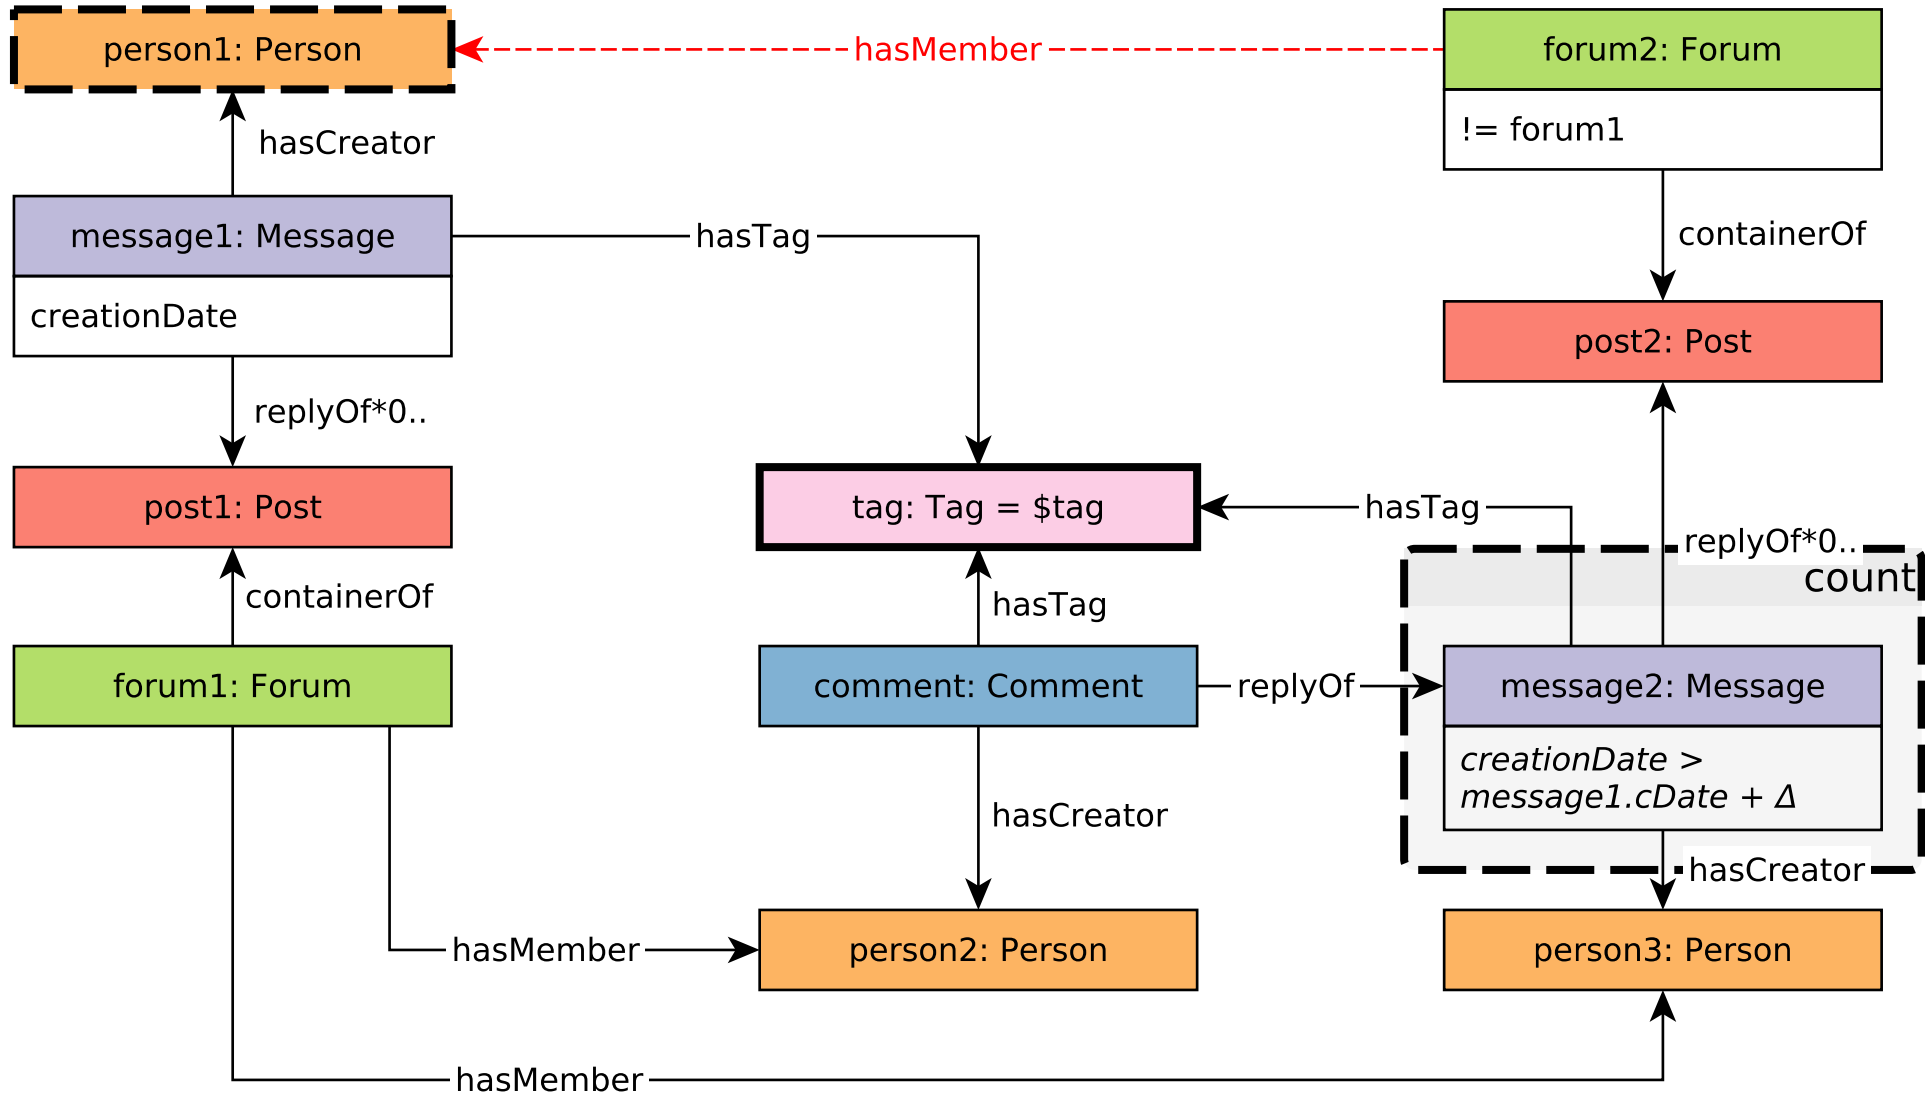 person1: Person
hasMember
forum2: Forum
!= forum1
hasCreator
message1: Message
creationDate
hasTag
containerOf
post2: Post
replyOf*0..
post1: Post
tag: Tag = $tag
hasTag
replyOf*0..
count
containerOf
hasTag
forum1: Forum
comment: Comment
replyOf
message2: Message
creationDate >
message1.cDate + Δ
hasCreator
hasCreator
hasMember
person2: Person
person3: Person
hasMember